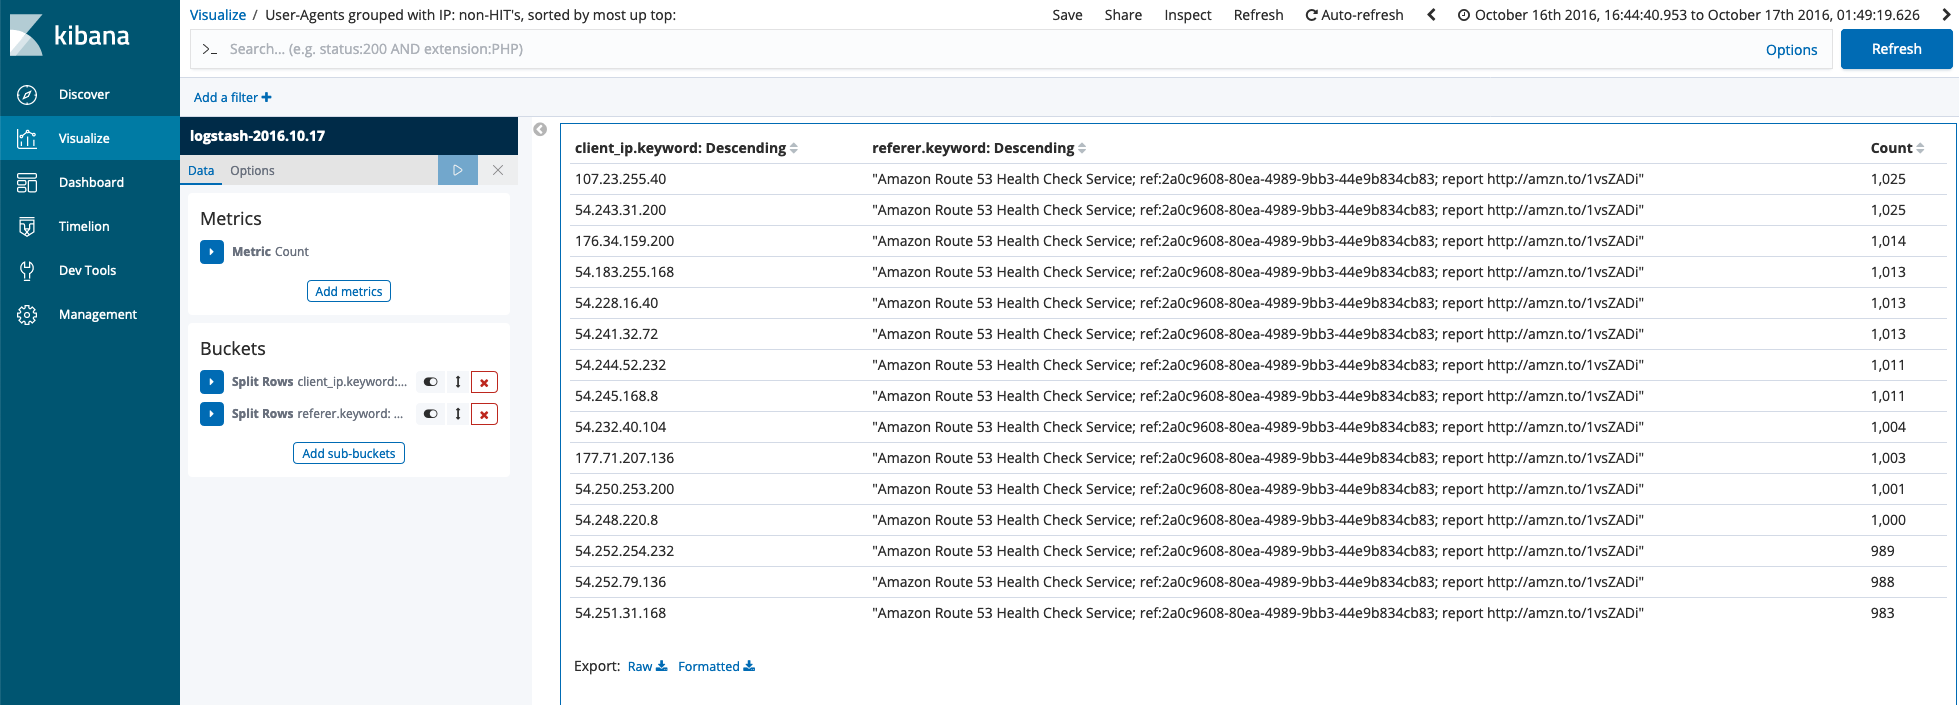 kibana
Discover
Visualize
Dashboard
Timelion
Dev Tools
Management
Visualize / User-Agents grouped with IP: non-HIT's, sorted by most up top:
Save Share Inspect Refresh Auto-refresh October 16th 2016, 16:44:40.953 to October 17th 2016, 01:49:19.626
>_ Search... (e.g. status:200 AND extension:PHP) Options Refresh
Add a filter +
logstash-2016.10.17
Data Options
Metrics
Metric Count
Add metrics
Buckets
Split Rows client_ip.keyword:...
Split Rows referer.keyword: ...
Add sub-buckets
client_ip.keyword: Descending referer.keyword: Descending Count
107.23.255.40 "Amazon Route 53 Health Check Service; ref:2a0c9608-80ea-4989-9bb3-44e9b834cb83; report http://amzn.to/1vsZADi" 1,025
54.243.31.200 "Amazon Route 53 Health Check Service; ref:2a0c9608-80ea-4989-9bb3-44e9b834cb83; report http://amzn.to/1vsZADi" 1,025
176.34.159.200 "Amazon Route 53 Health Check Service; ref:2a0c9608-80ea-4989-9bb3-44e9b834cb83; report http://amzn.to/1vsZADi" 1,014
54.183.255.168 "Amazon Route 53 Health Check Service; ref:2a0c9608-80ea-4989-9bb3-44e9b834cb83; report http://amzn.to/1vsZADi" 1,013
54.228.16.40 "Amazon Route 53 Health Check Service; ref:2a0c9608-80ea-4989-9bb3-44e9b834cb83; report http://amzn.to/1vsZADi" 1,013
54.241.32.72 "Amazon Route 53 Health Check Service; ref:2a0c9608-80ea-4989-9bb3-44e9b834cb83; report http://amzn.to/1vsZADi" 1,013
54.244.52.232 "Amazon Route 53 Health Check Service; ref:2a0c9608-80ea-4989-9bb3-44e9b834cb83; report http://amzn.to/1vsZADi" 1,011
54.245.168.8 "Amazon Route 53 Health Check Service; ref:2a0c9608-80ea-4989-9bb3-44e9b834cb83; report http://amzn.to/1vsZADi" 1,011
54.232.40.104 "Amazon Route 53 Health Check Service; ref:2a0c9608-80ea-4989-9bb3-44e9b834cb83; report http://amzn.to/1vsZADi" 1,004
177.71.207.136 "Amazon Route 53 Health Check Service; ref:2a0c9608-80ea-4989-9bb3-44e9b834cb83; report http://amzn.to/1vsZADi" 1,003
54.250.253.200 "Amazon Route 53 Health Check Service; ref:2a0c9608-80ea-4989-9bb3-44e9b834cb83; report http://amzn.to/1vsZADi" 1,001
54.248.220.8 "Amazon Route 53 Health Check Service; ref:2a0c9608-80ea-4989-9bb3-44e9b834cb83; report http://amzn.to/1vsZADi" 1,000
54.252.254.232 "Amazon Route 53 Health Check Service; ref:2a0c9608-80ea-4989-9bb3-44e9b834cb83; report http://amzn.to/1vsZADi" 989
54.252.79.136 "Amazon Route 53 Health Check Service; ref:2a0c9608-80ea-4989-9bb3-44e9b834cb83; report http://amzn.to/1vsZADi" 988
54.251.31.168 "Amazon Route 53 Health Check Service; ref:2a0c9608-80ea-4989-9bb3-44e9b834cb83; report http://amzn.to/1vsZADi" 983
Export: Raw Formatted